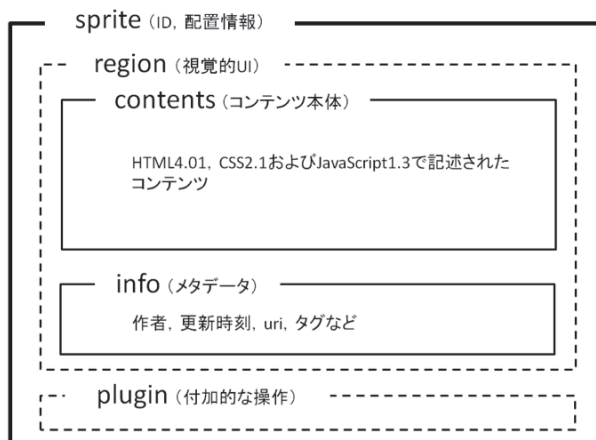 sprite（ID, 配置情報）
region（視覚的UI）
contents（コンテンツ本体）
HTML4.01, CSS2.1およびJavaScript1.3で記述された
コンテンツ
info（メタデータ）
作者, 更新時刻, uri, タグなど
plugin（付加的な操作）